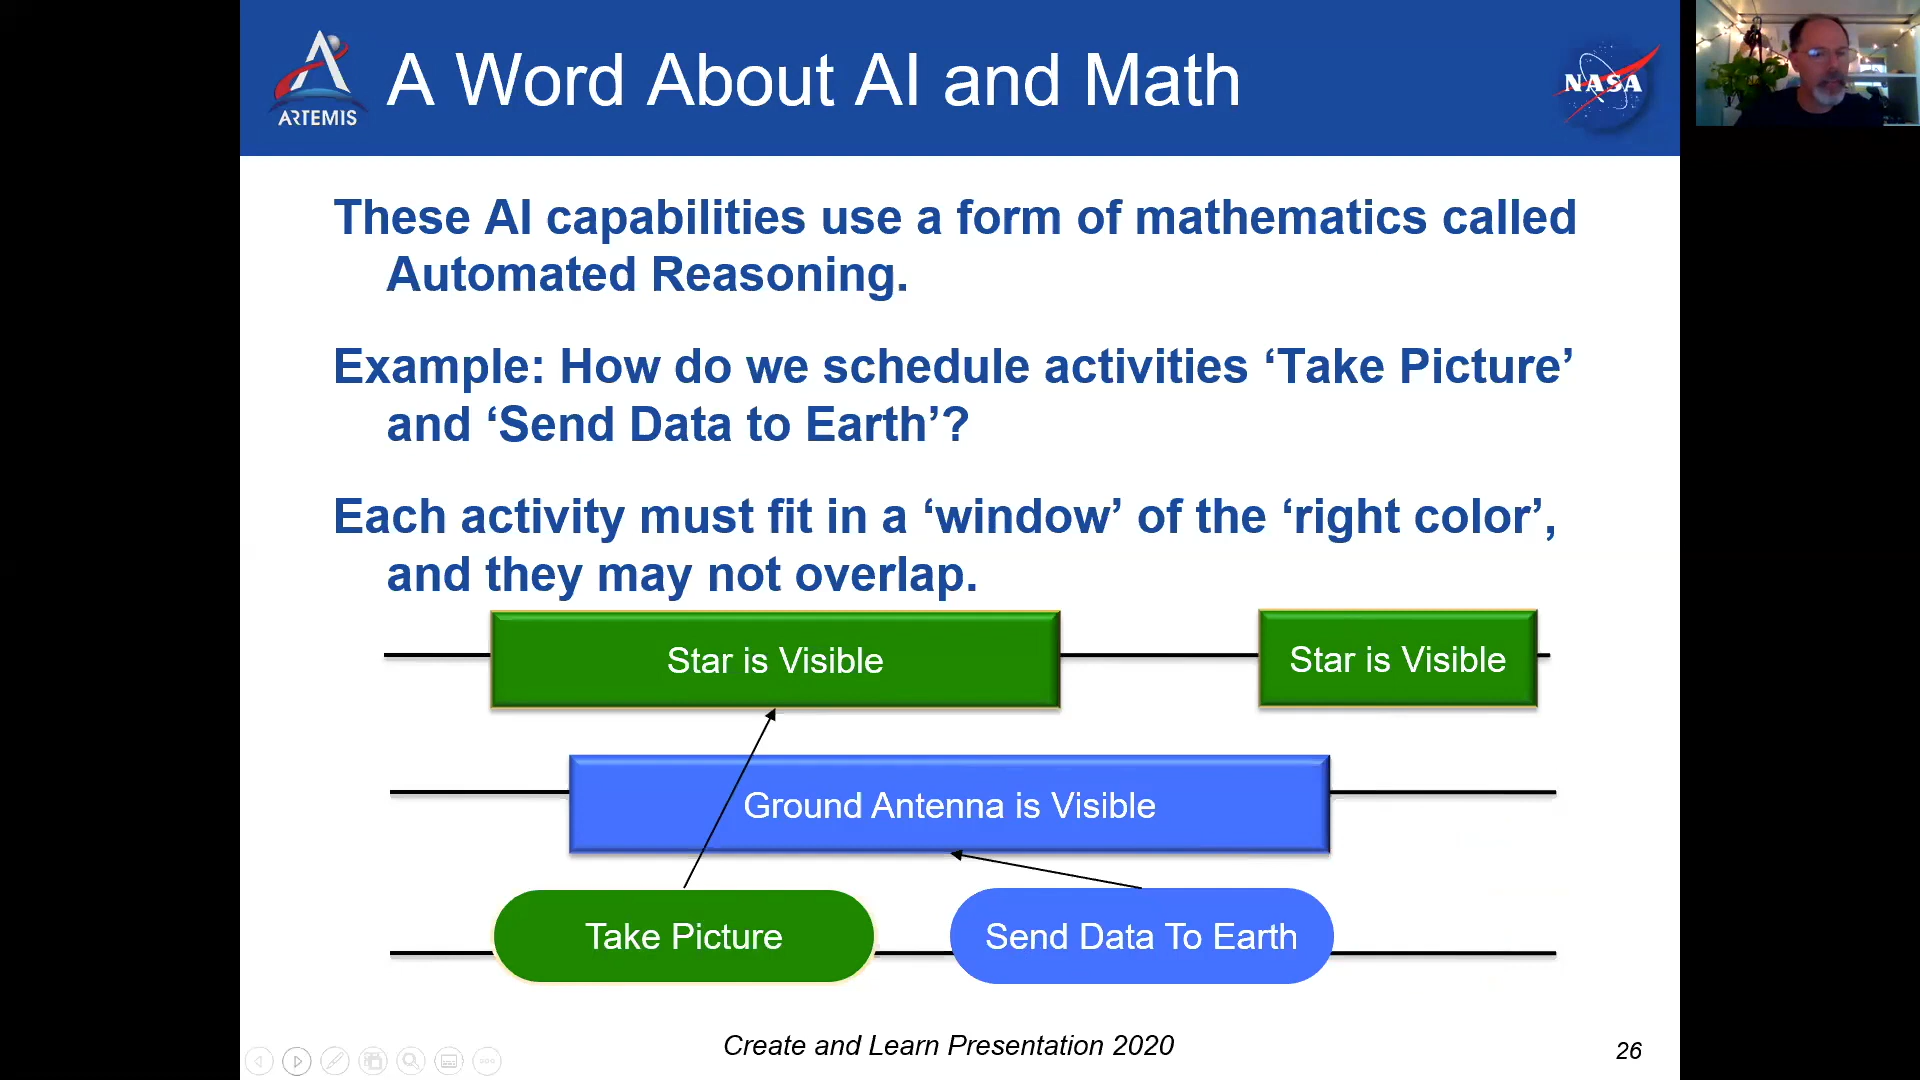 ARTEMIS
A Word About AI and Math
NASA
These AI capabilities use a form of mathematics called
Automated Reasoning.
Example: How do we schedule activities ‘Take Picture’
and ‘Send Data to Earth’?
Each activity must fit in a ‘window’ of the ‘right color’,
and they may not overlap.
Star is Visible
Star is Visible
Ground Antenna is Visible
Take Picture
Send Data To Earth
Create and Learn Presentation 2020
26